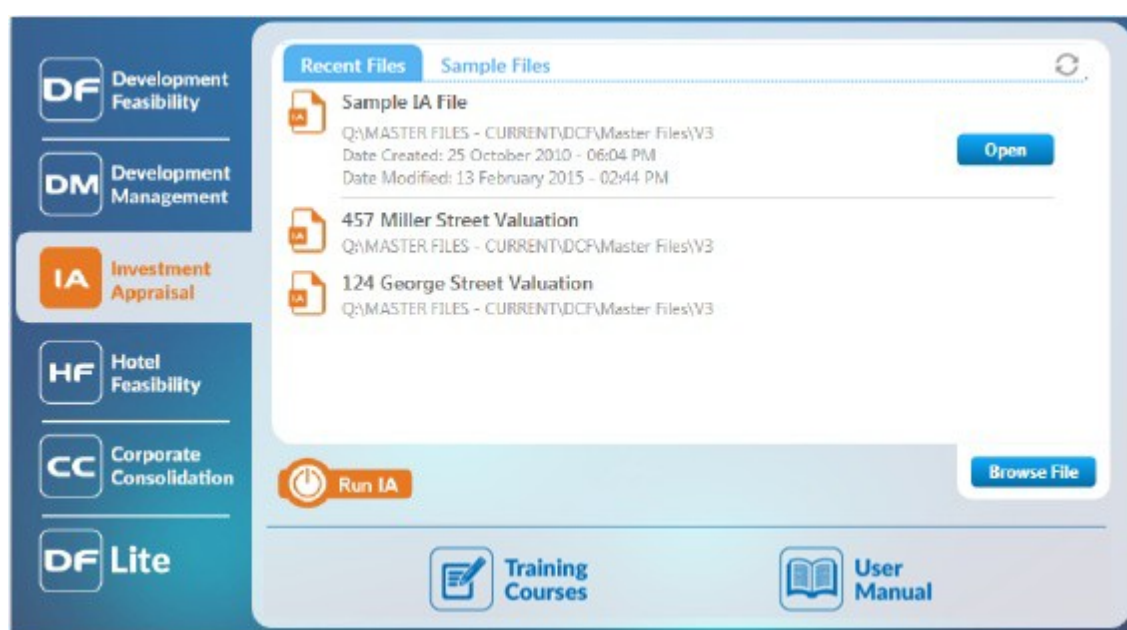 DF Development
Feasibility
DM Development
Management
IA Investment
Appraisal
HF Hotel
Feasibility
CC Corporate
Consolidation
DF Lite
Recent Files Sample Files
IA Sample IA File
Q:\MASTER FILES - CURRENT\DCF\Master Files\V3
Date Created: 25 October 2010 - 06:04 PM
Date Modified: 13 February 2015 - 02:44 PM
Open
IA 457 Miller Street Valuation
Q:\MASTER FILES - CURRENT\DCF\Master Files\V3
IA 124 George Street Valuation
Q:\MASTER FILES - CURRENT\DCF\Master Files\V3
Run IA
Browse File
Training
Courses
User
Manual